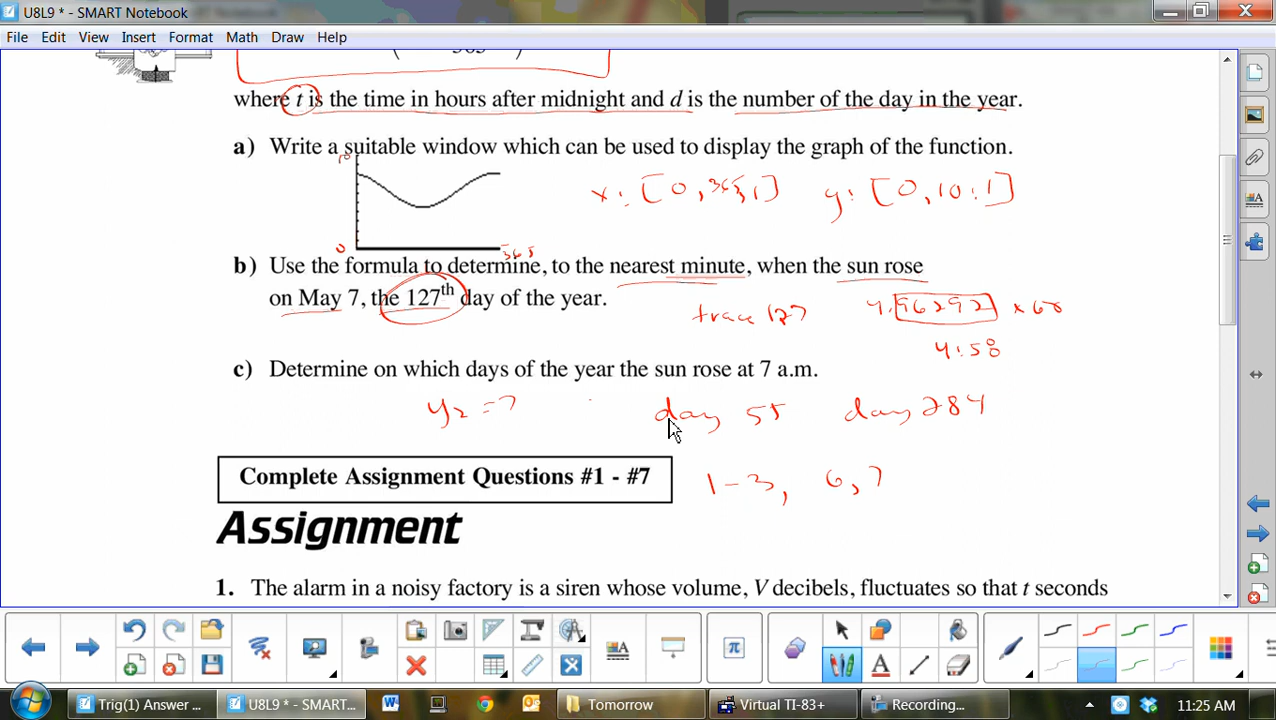 U8L9 * - SMART Notebook
File Edit View Insert Format Math Draw Help
where t is the time in hours after midnight and d is the number of the day in the year.
a) Write a suitable window which can be used to display the graph of the function.
10
x: [0, 365, 1] y: [0, 10, 1]
0 365
b) Use the formula to determine, to the nearest minute, when the sun rose
on May 7, the 127th day of the year.
trace 127 4.96292 × 60
4:58
c) Determine on which days of the year the sun rose at 7 a.m.
y2 = 7 day 55 day 284
Complete Assignment Questions #1 - #7
1-3, 6, 7
Assignment
1. The alarm in a noisy factory is a siren whose volume, V decibels, fluctuates so that t seconds
Trig(1) Answer ... U8L9 * - SMART... Tomorrow Virtual TI-83+ Recording... 11:25 AM